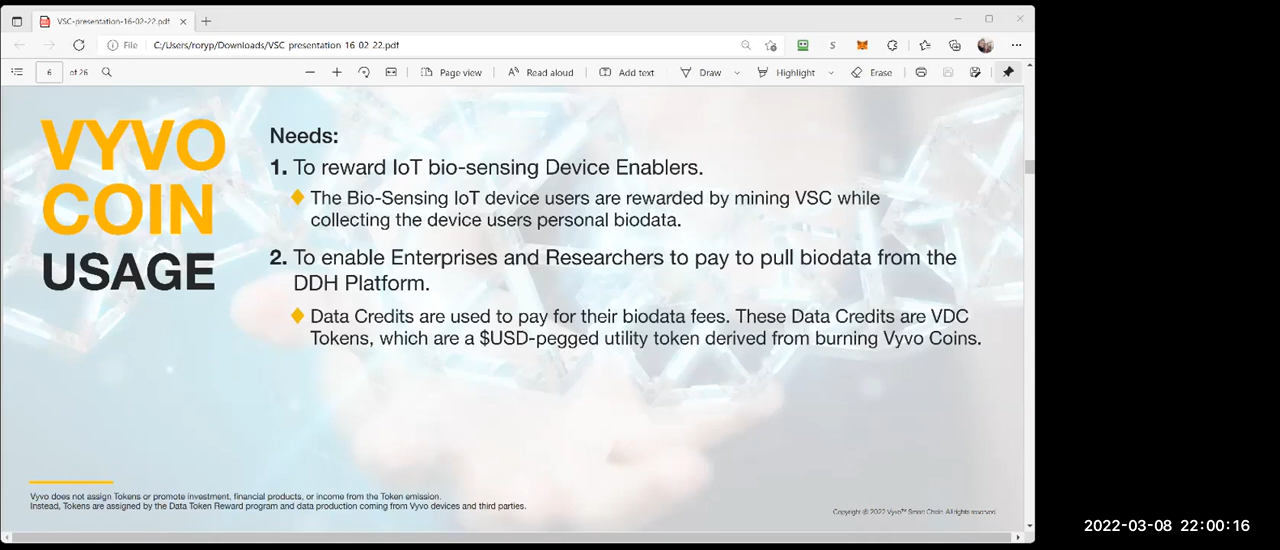 VSC-presentation-16-02-22.pdf
File C:/Users/roryp/Downloads/VSC presentation 16 02 22.pdf
6 of 26 Page view Read aloud Add text Draw Highlight Erase
VYVO
COIN
USAGE
Needs:
1. To reward IoT bio-sensing Device Enablers.
The Bio-Sensing IoT device users are rewarded by mining VSC while
collecting the device users personal biodata.
2. To enable Enterprises and Researchers to pay to pull biodata from the
DDH Platform.
Data Credits are used to pay for their biodata fees. These Data Credits are VDC
Tokens, which are a $USD-pegged utility token derived from burning Vyvo Coins.
Vyvo does not assign Tokens or promote investment, financial products, or income from the Token emission.
Instead, Tokens are assigned by the Data Token Reward program and data production coming from Vyvo devices and third parties.
Copyright © 2022 Vyvo™ Smart Chain. All rights reserved
2022-03-08 22:00:16